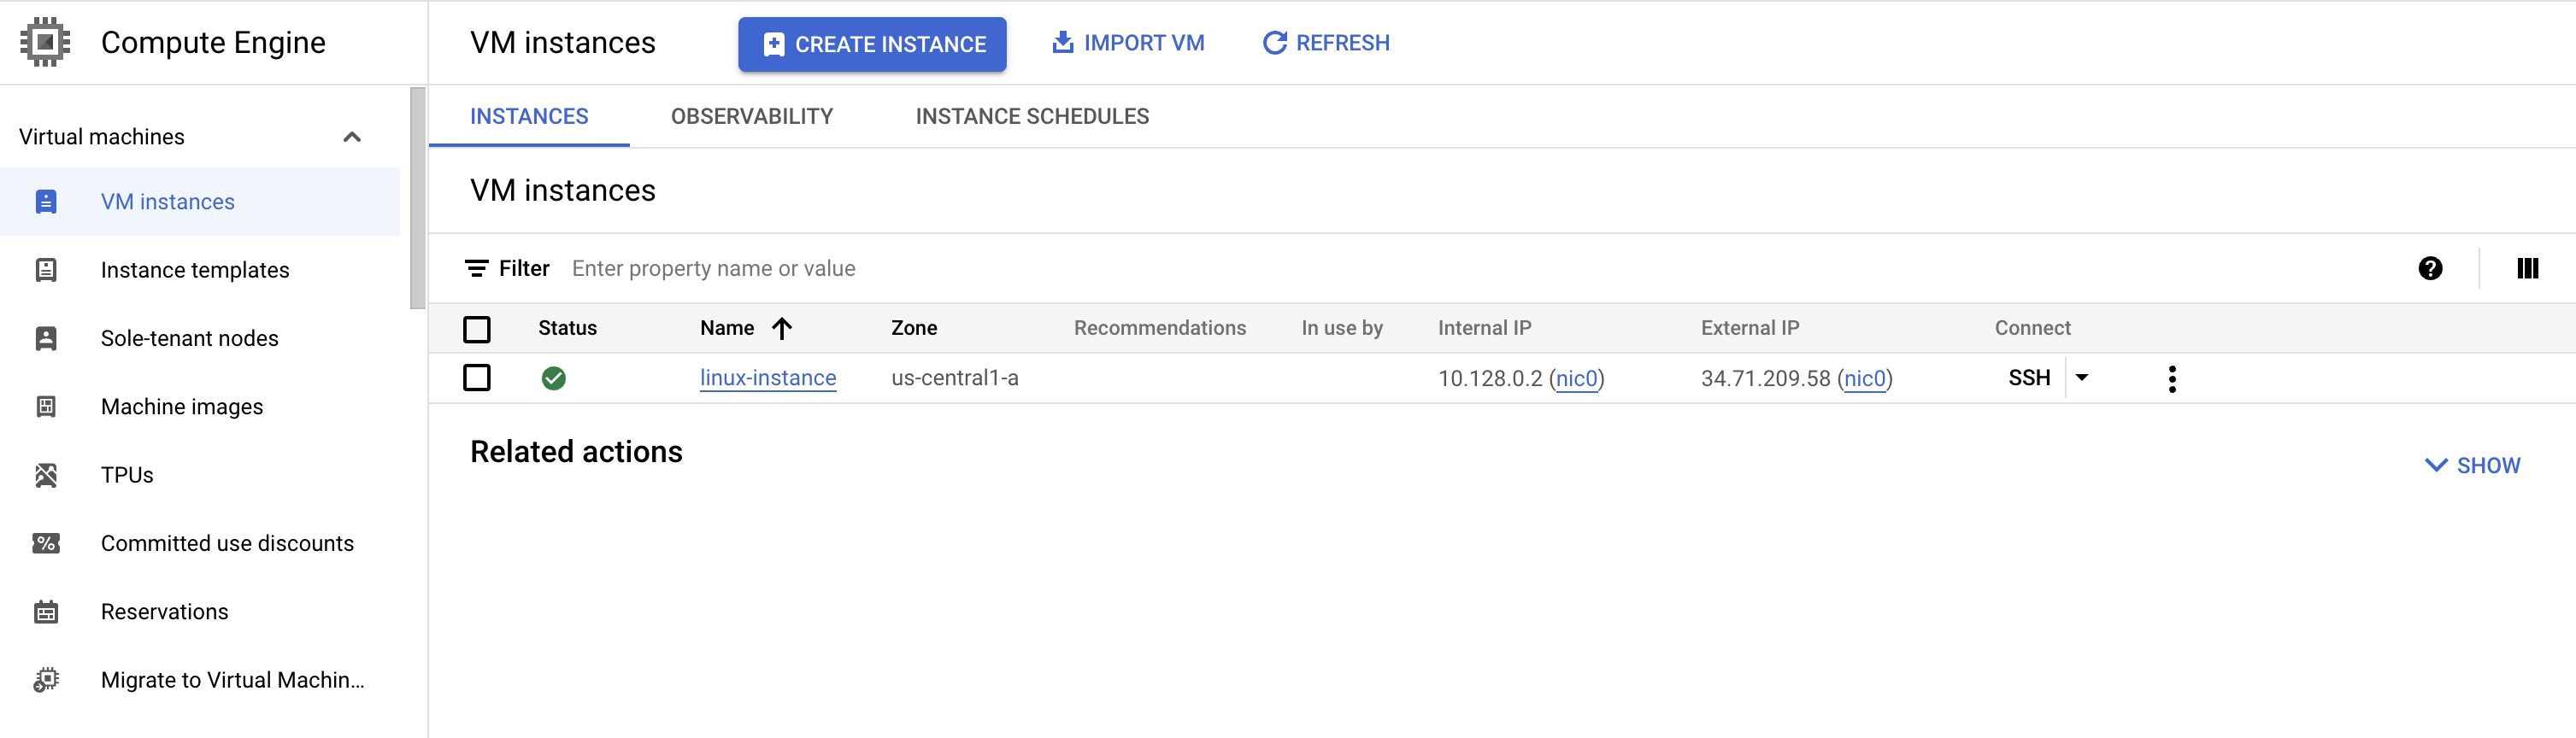 Compute Engine
VM instances
CREATE INSTANCE
IMPORT VM
REFRESH
Virtual machines
VM instances
Instance templates
Sole-tenant nodes
Machine images
TPUs
Committed use discounts
Reservations
Migrate to Virtual Machin...
INSTANCES OBSERVABILITY INSTANCE SCHEDULES
VM instances
Filter Enter property name or value
Status Name Zone Recommendations In use by Internal IP External IP Connect
linux-instance us-central1-a 10.128.0.2 (nic0) 34.71.209.58 (nic0) SSH
Related actions
SHOW